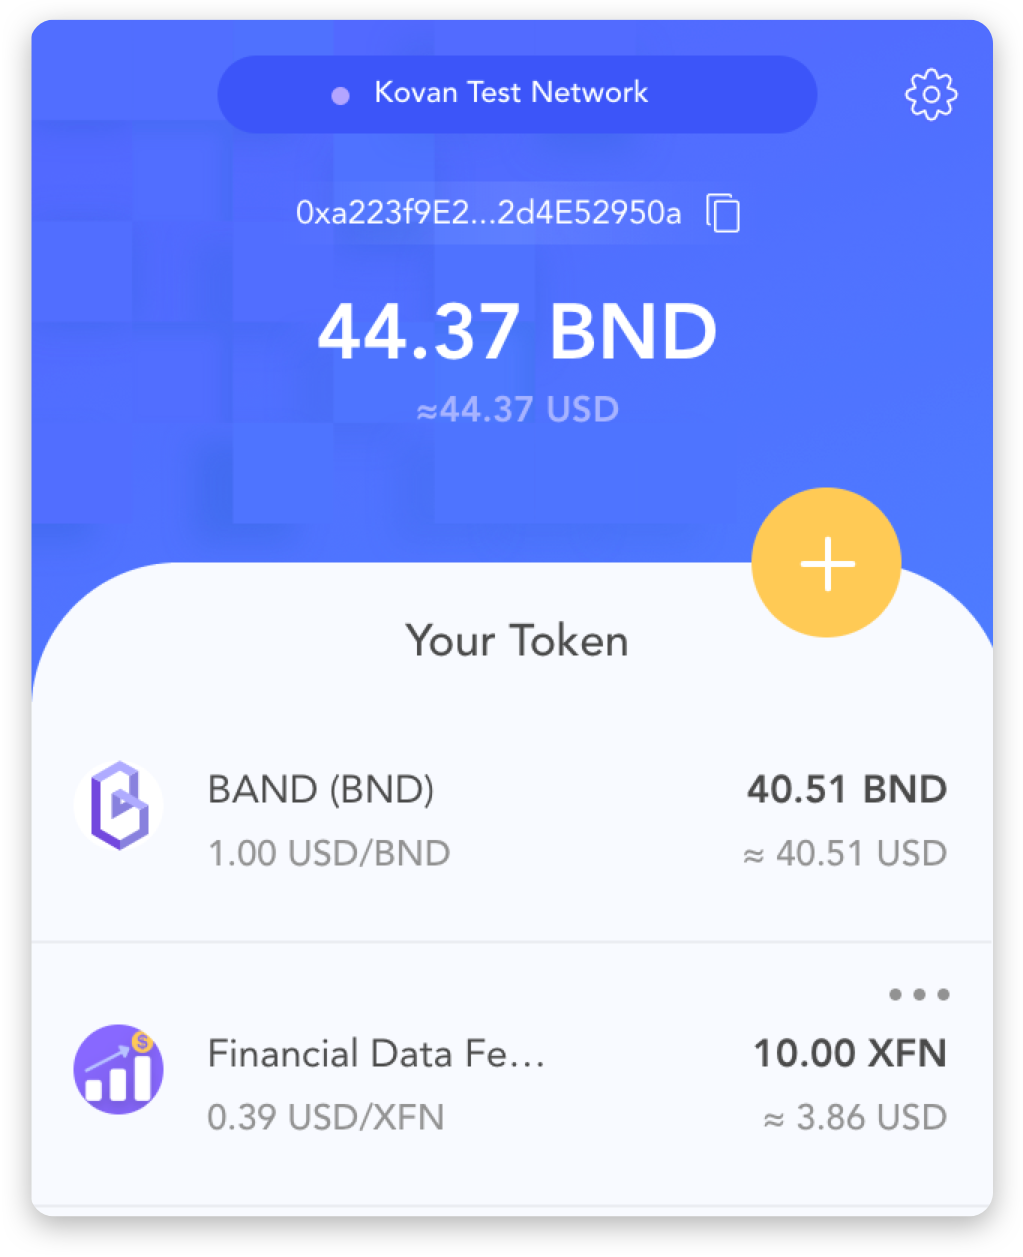 Kovan Test Network
0xa223f9E2...2d4E52950a
44.37 BND
≈44.37 USD
Your Token
BAND (BND)
40.51 BND
1.00 USD/BND
≈ 40.51 USD
Financial Data Fe...
10.00 XFN
0.39 USD/XFN
≈ 3.86 USD